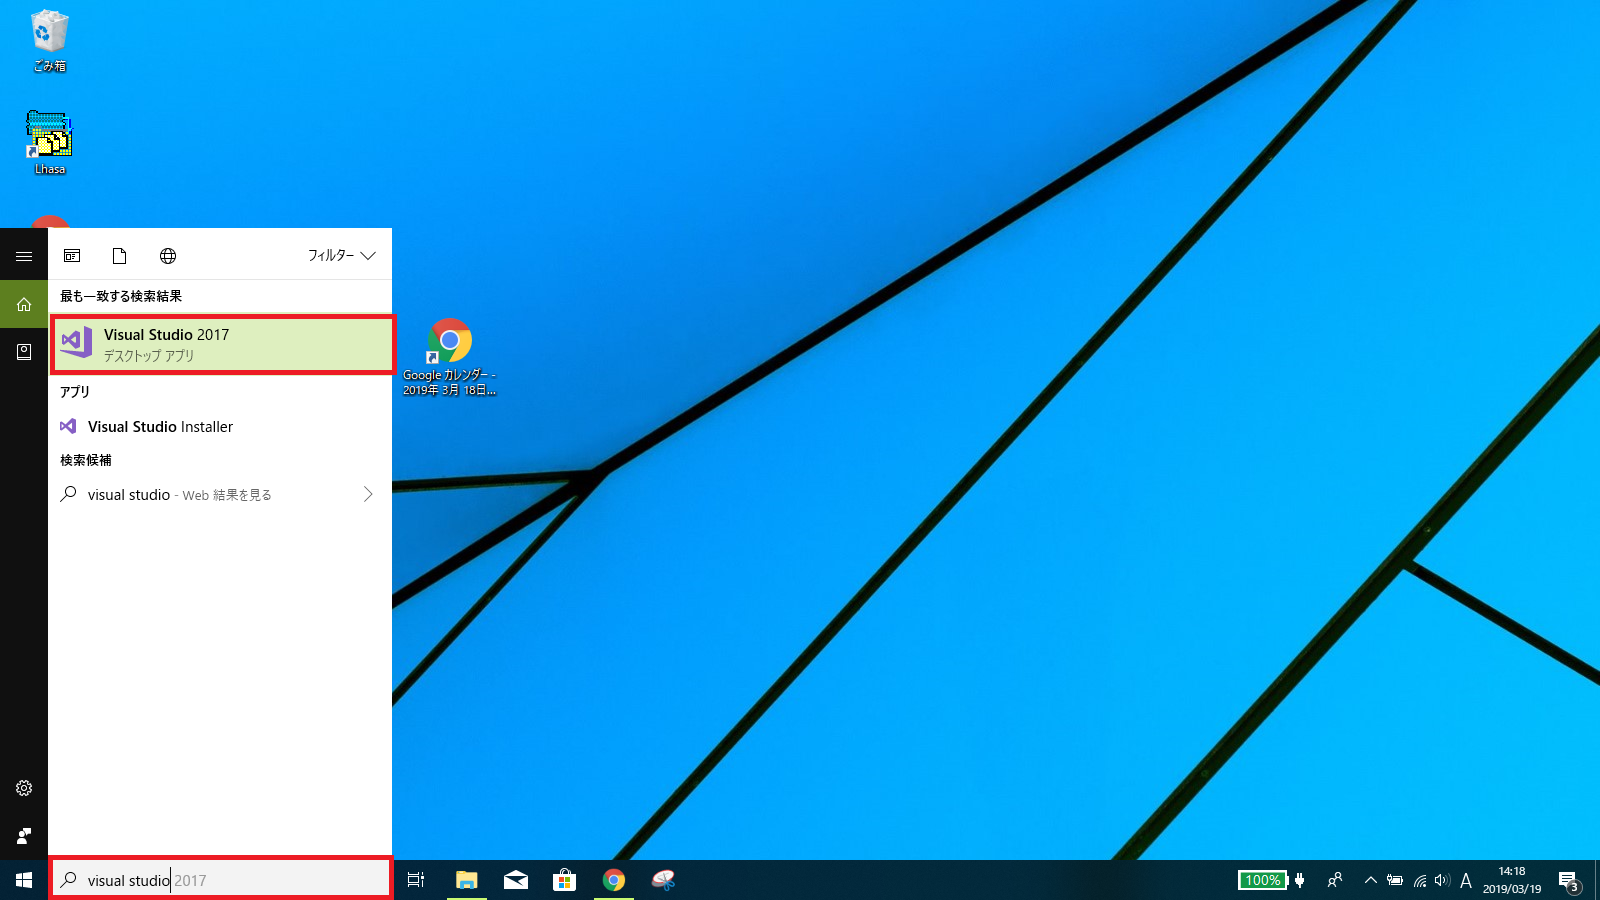 ごみ箱
Lhasa
フィルター
最も一致する検索結果
Visual Studio 2017
デスクトップ アプリ
アプリ
Visual Studio Installer
検索候補
visual studio - Web 結果を見る
Google カレンダー -
2019年 3月 18日...
visual studio 2017
100%
A
14:18
2019/03/19
3